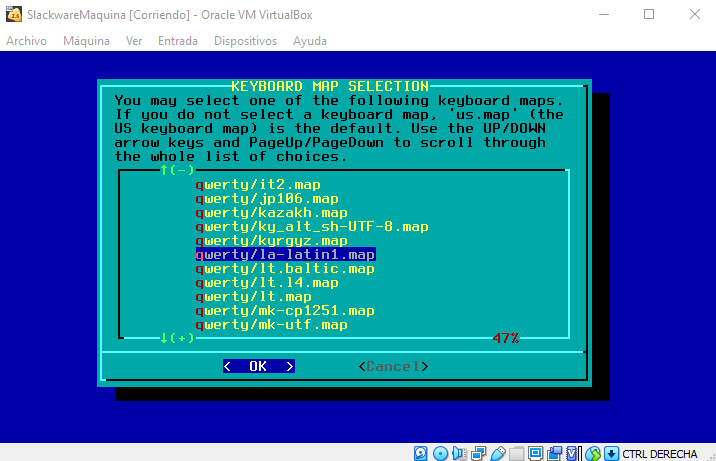 SlackwareMaquina [Corriendo] - Oracle VM VirtualBox
Archivo Máquina Ver Entrada Dispositivos Ayuda
KEYBOARD MAP SELECTION
You may select one of the following keyboard maps.
If you do not select a keyboard map, 'us.map' (the
US keyboard map) is the default. Use the UP/DOWN
arrow keys and PageUp/PageDown to scroll through
the whole list of choices.
↑(-)
qwerty/it2.map
qwerty/jp106.map
qwerty/kazakh.map
qwerty/ky_alt_sh-UTF-8.map
qwerty/kyrgyz.map
qwerty/la-latin1.map
qwerty/lt.baltic.map
qwerty/lt.l4.map
qwerty/lt.map
qwerty/mk-cp1251.map
qwerty/mk-utf.map
↓(+) 47%
< OK > <Cancel>
CTRL DERECHA